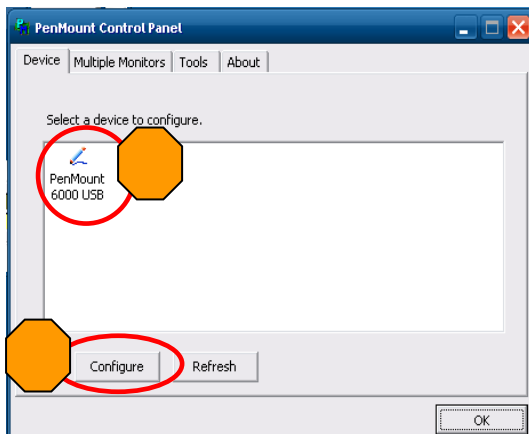 PenMount Control Panel
Device Multiple Monitors Tools About
Select a device to configure.
PenMount
6000 USB
Configure Refresh
OK